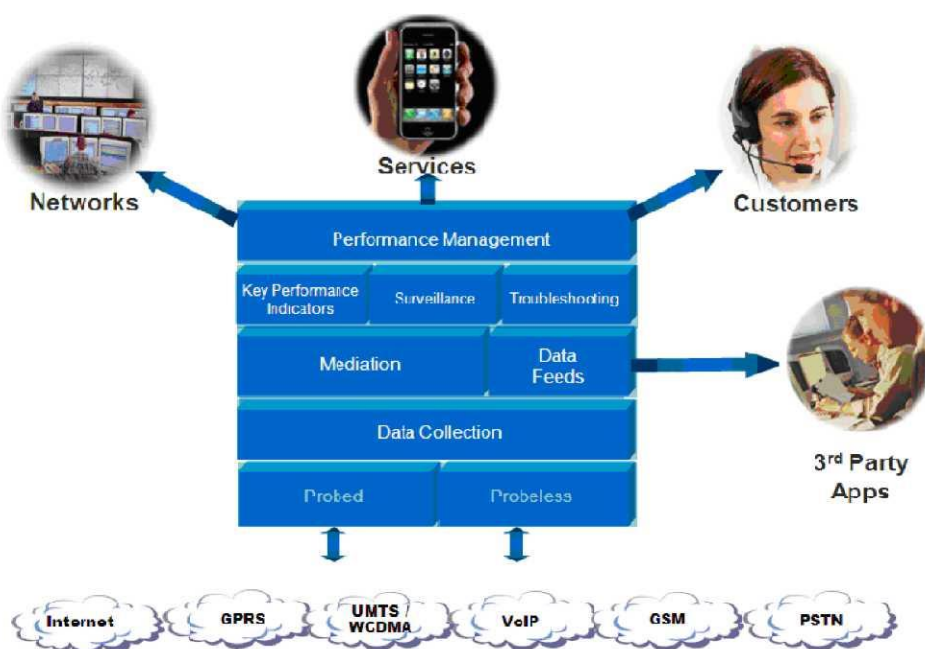 Services
Networks
Customers
Performance Management
Key Performance
Indicators
Surveillance
Troubleshooting
Mediation
Data
Feeds
Data Collection
3rd Party
Apps
Probed
Probeless
Internet
GPRS
UMTS /
WCDMA
VoIP
GSM
PSTN